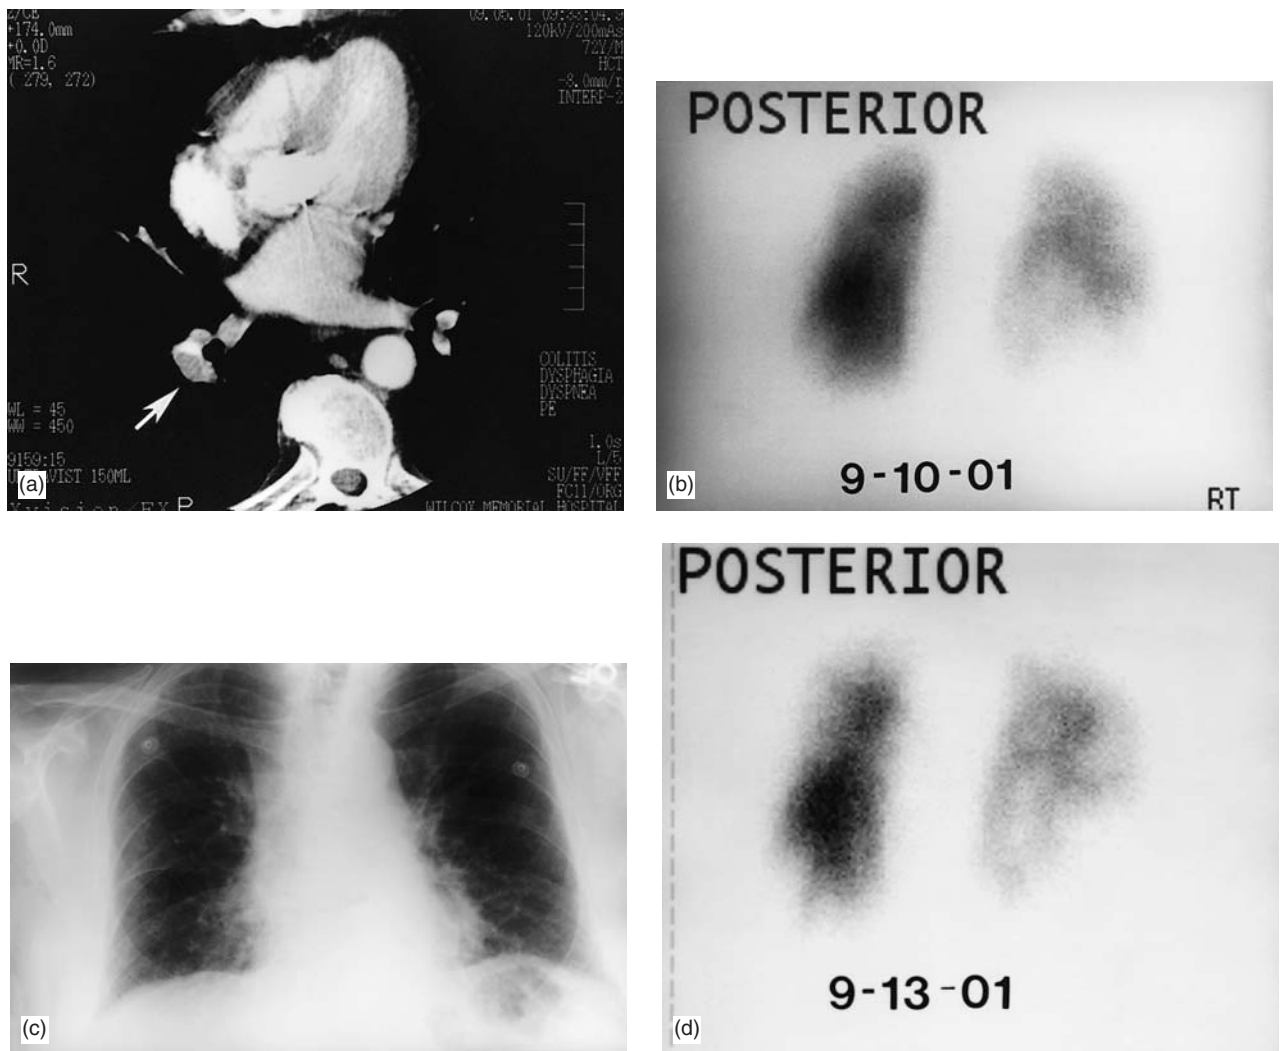 +174.0mm
+0.0D
MR=1.6
( 279, 272)
120kV/200mAs
72Y/M
HCT
INTERP-2
R
COLITIS
DYSPHAGIA
DYSPNEA
PE
WL = 45
WW = 450
9159:15
150ML
1.0s
L/5
SU/FF/VFF
FC11/ORG
P
WILCOX MEMORIAL HOSPITAL
(a)
POSTERIOR
9-10-01
RT
(b)
(c)
POSTERIOR
9-13-01
(d)